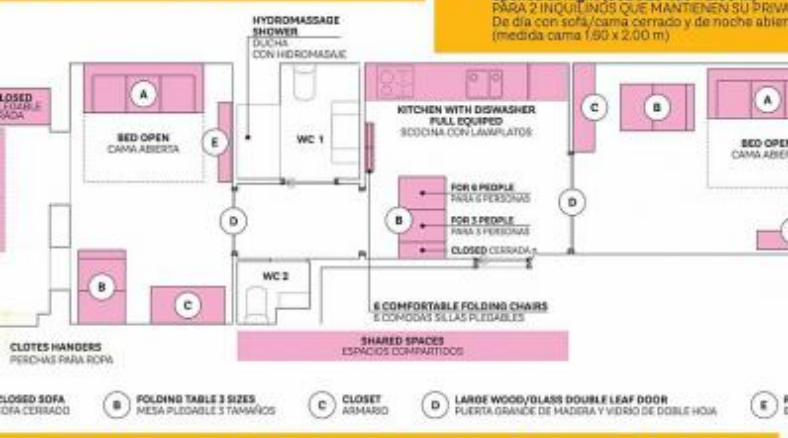 PARA 2 INQUILINOS QUE MANTIENEN SU
De día con sofá/cama cerrado y de noche
(medida cama 1.60 x 2.00 m)
HYDROMASSAGE
SHOWER
DUCHA
CON HIDROMASAJE
A
BED OPEN
CAMA ABIERTA
E
WC 1
KITCHEN WITH DISWASHER
FULL EQUIPED
SCOCINA CON LAVAPLATOS
C
B
A
BED OPEN
CAMA
FOR 6 PEOPLE
PARA 6 PERSONAS
FOR 3 PEOPLE
PARA 3 PERSONAS
CLOSED CERRADA
D
B
D
WC 2
B
C
6 COMFORTABLE FOLDING CHAIRS
6 COMODAS SILLAS PLEGABLES
CLOTES HANGERS
PERCHAS PARA ROPA
SHARED SPACES
ESPACIOS COMPARTIDOS
CLOSED SOFA
SOFA CERRADO
B FOLDING TABLE 3 SIZES
MESA PLEGABLE 3 TAMAÑOS
C CLOSET
ARMARIO
D LARGE WOOD/GLASS DOUBLE LEAF DOOR
PUERTA GRANDE DE MADERA Y VIDRIO DE DOBLE HOJA
E